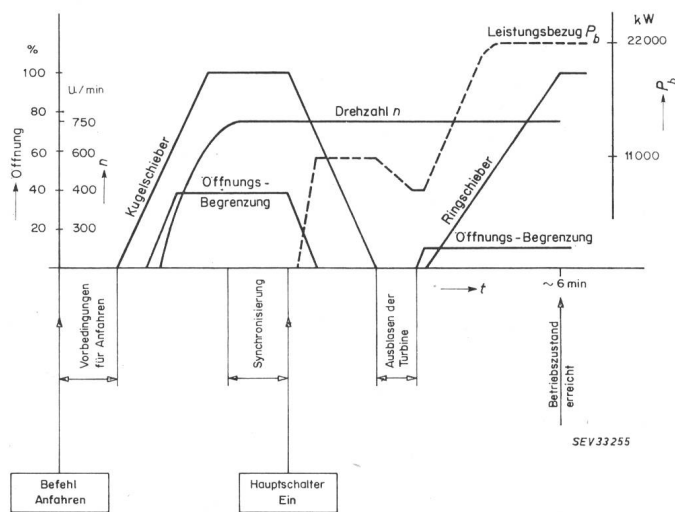 kW
Leistungsbezug Pb
22000
%
100
U./min
Drehzahl n
80
750
Öffnung
60
n
600
Pb
11000
Kugelschieber
40
400
Öffnungs-
Begrenzung
Ringschieber
20
300
Öffnungs-Begrenzung
t
~ 6 min
Vorbedingungen
für Anfahren
Synchronisierung
Ausblasen der
Turbine
Betriebszustand
erreicht
SEV33255
Befehl
Anfahren
Hauptschalter
Ein